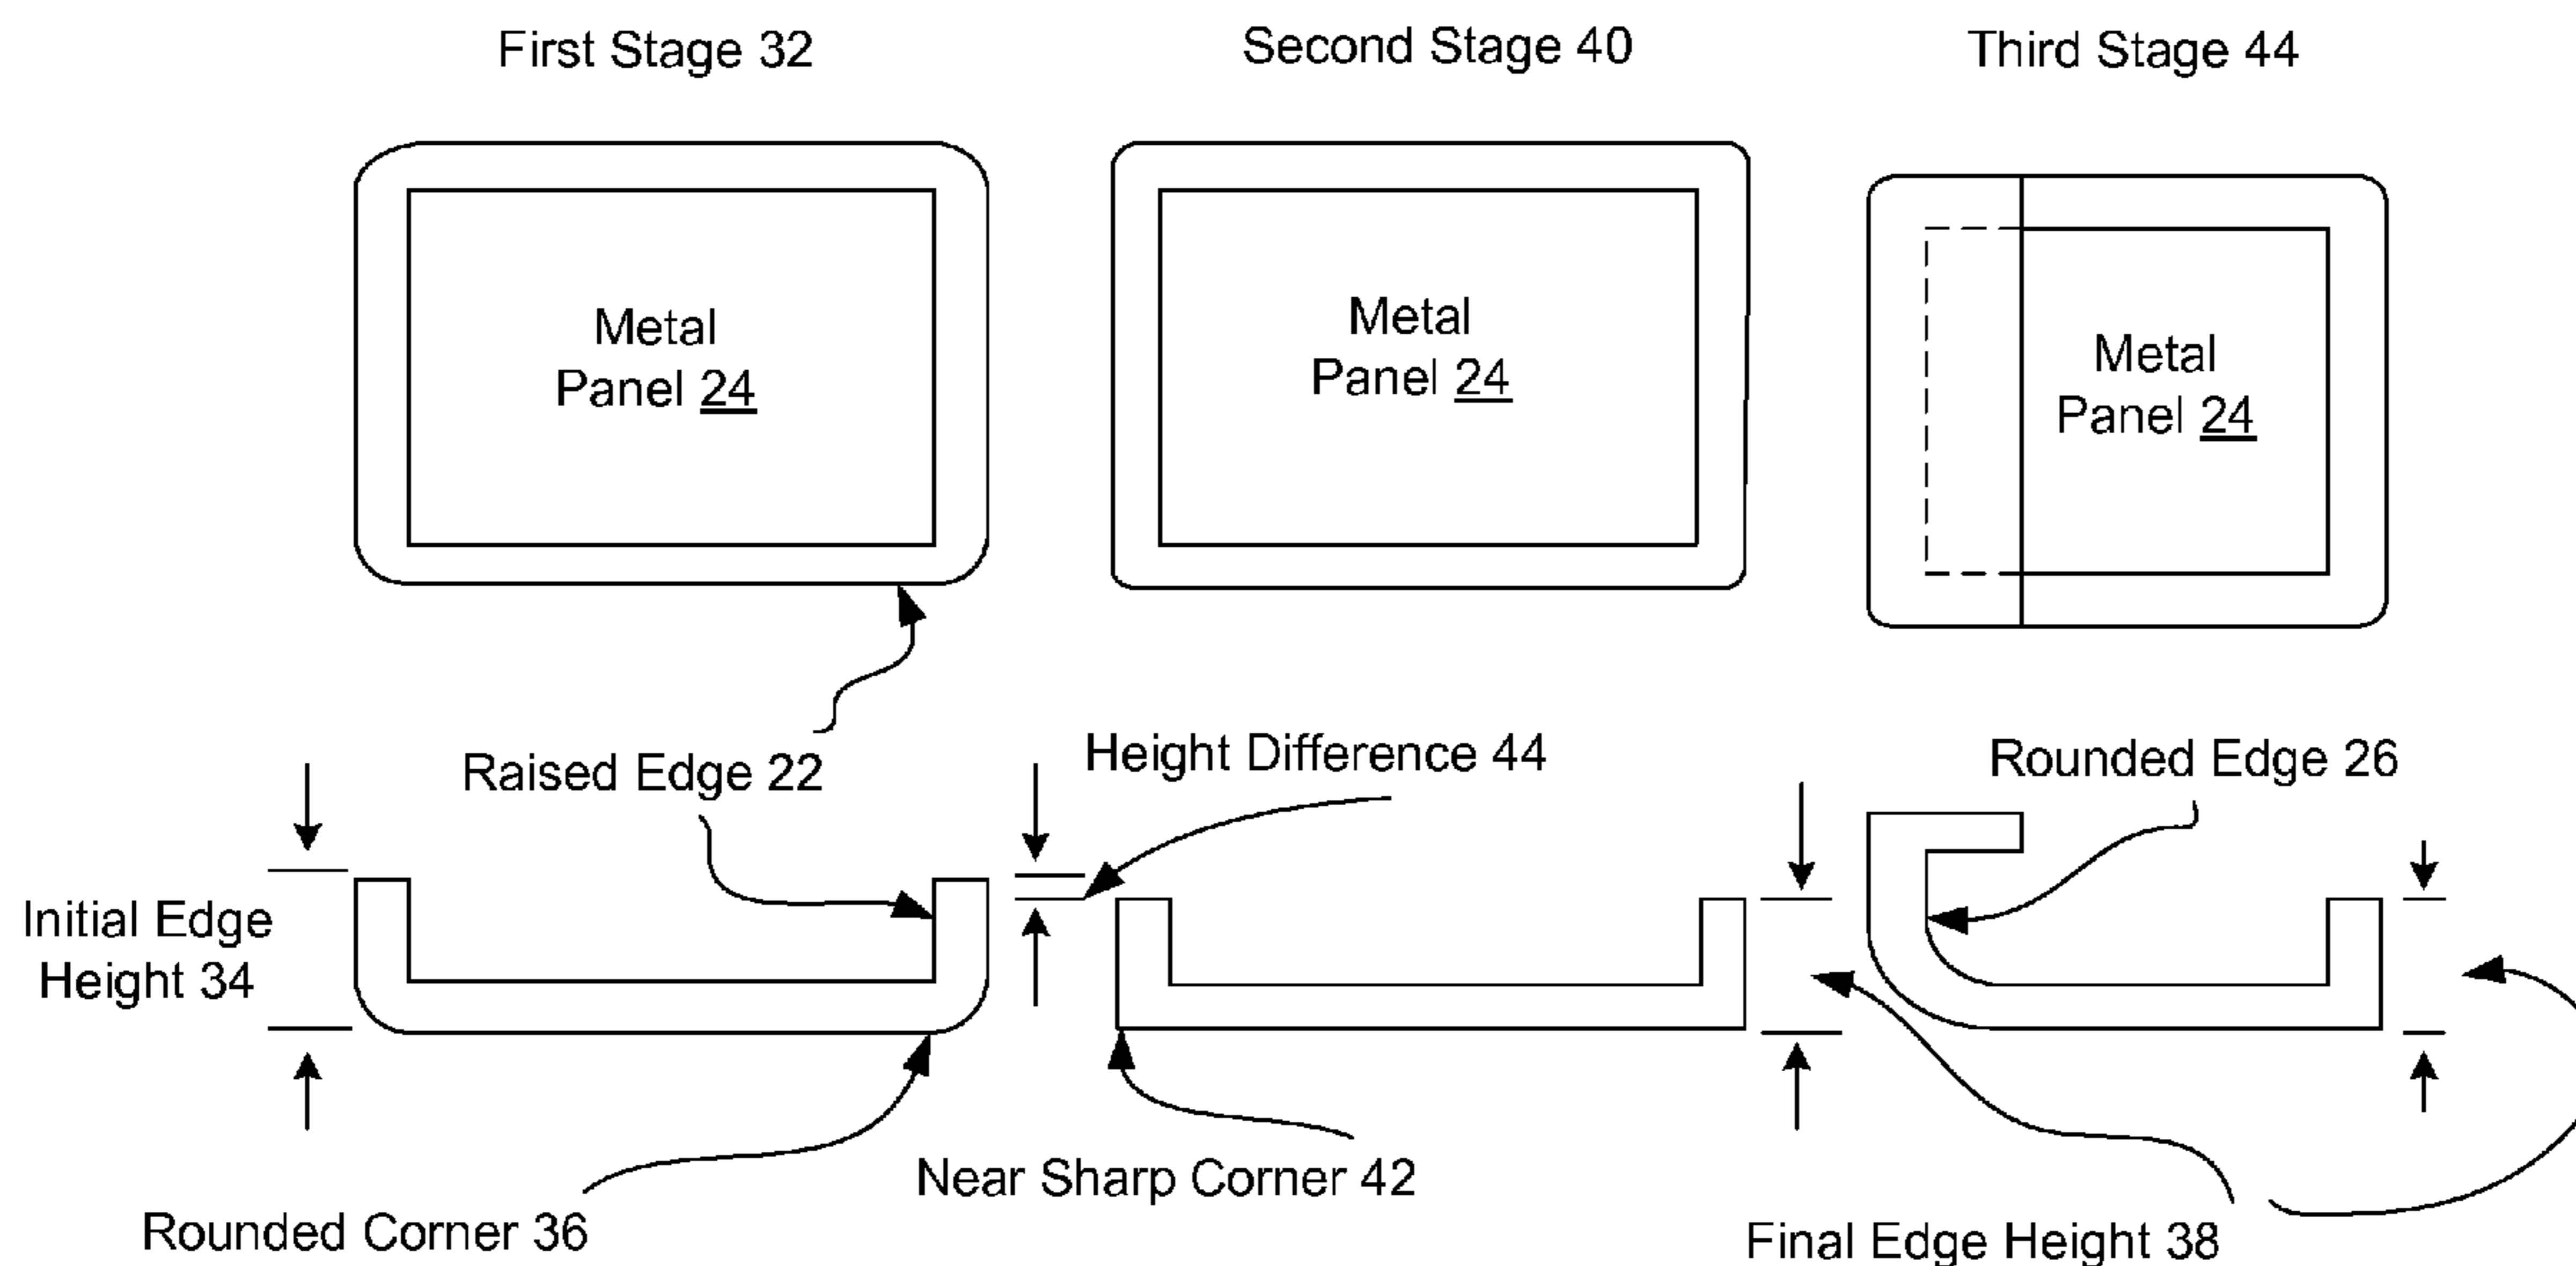 First Stage 32
Second Stage 40
Third Stage 44
Metal
Panel 24
Metal
Panel 24
Metal
Panel 24
Raised Edge 22
Height Difference 44
Rounded Edge 26
Initial Edge
Height 34
Near Sharp Corner 42
Rounded Corner 36
Final Edge Height 38